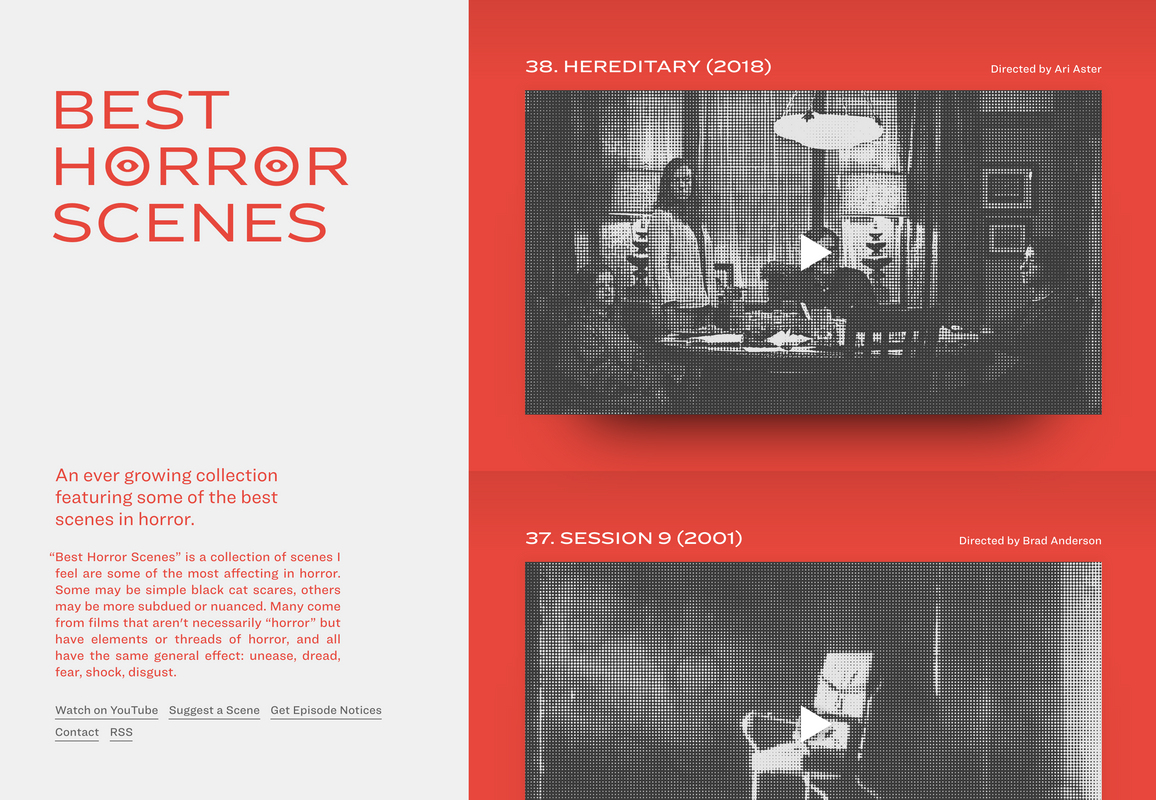 BEST
HORROR
SCENES
An ever growing collection
featuring some of the best
scenes in horror.
“Best Horror Scenes” is a collection of scenes I
feel are some of the most affecting in horror.
Some may be simple black cat scares, others
may be more subdued or nuanced. Many come
from films that aren't necessarily “horror” but
have elements or threads of horror, and all
have the same general effect: unease, dread,
fear, shock, disgust.
Watch on YouTube Suggest a Scene Get Episode Notices
Contact RSS
38. HEREDITARY (2018) Directed by Ari Aster
37. SESSION 9 (2001) Directed by Brad Anderson